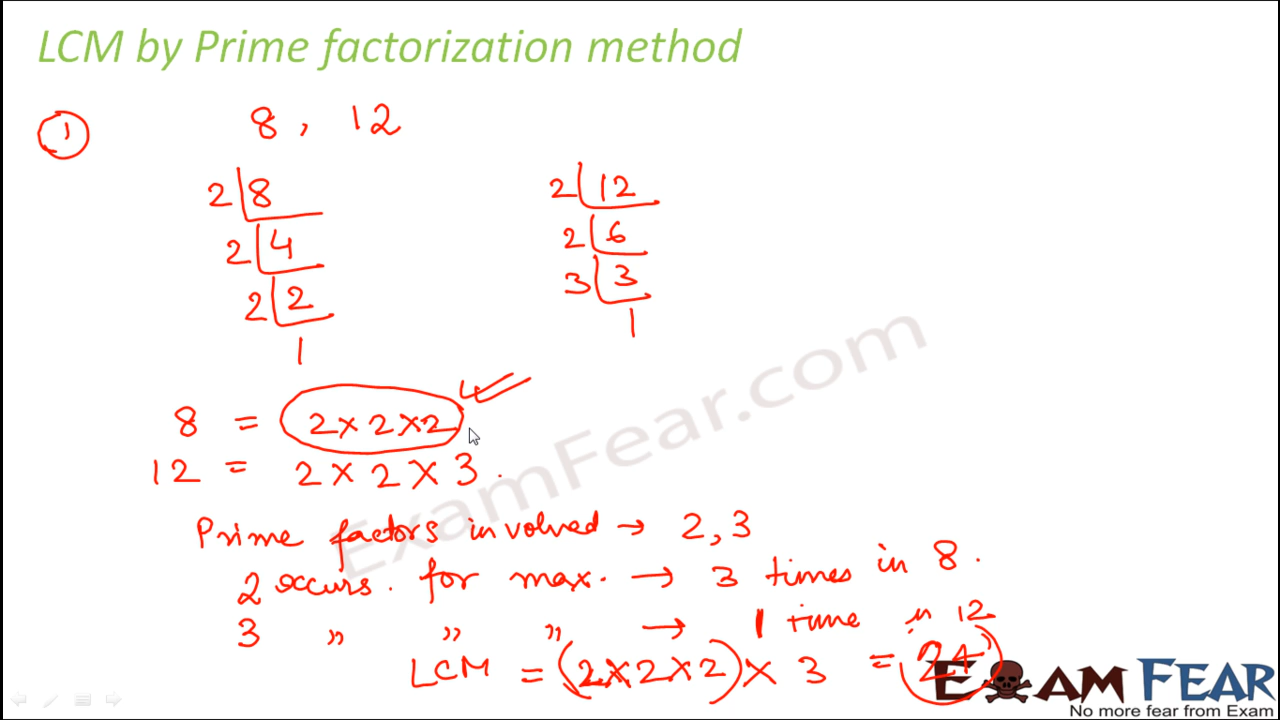 LCM by Prime factorization method
1
8, 12
2 8
2 4
2 2
1
2 12
2 6
3 3
1
8 = 2×2×2
12 = 2×2×3.
Prime factors involved → 2, 3
2 occurs. for max. → 3 times in 8.
3 " " " → 1 time in 12
LCM = (2×2×2)× 3 = 24
ExamFear.com
EXAM FEAR
No more fear from Exam